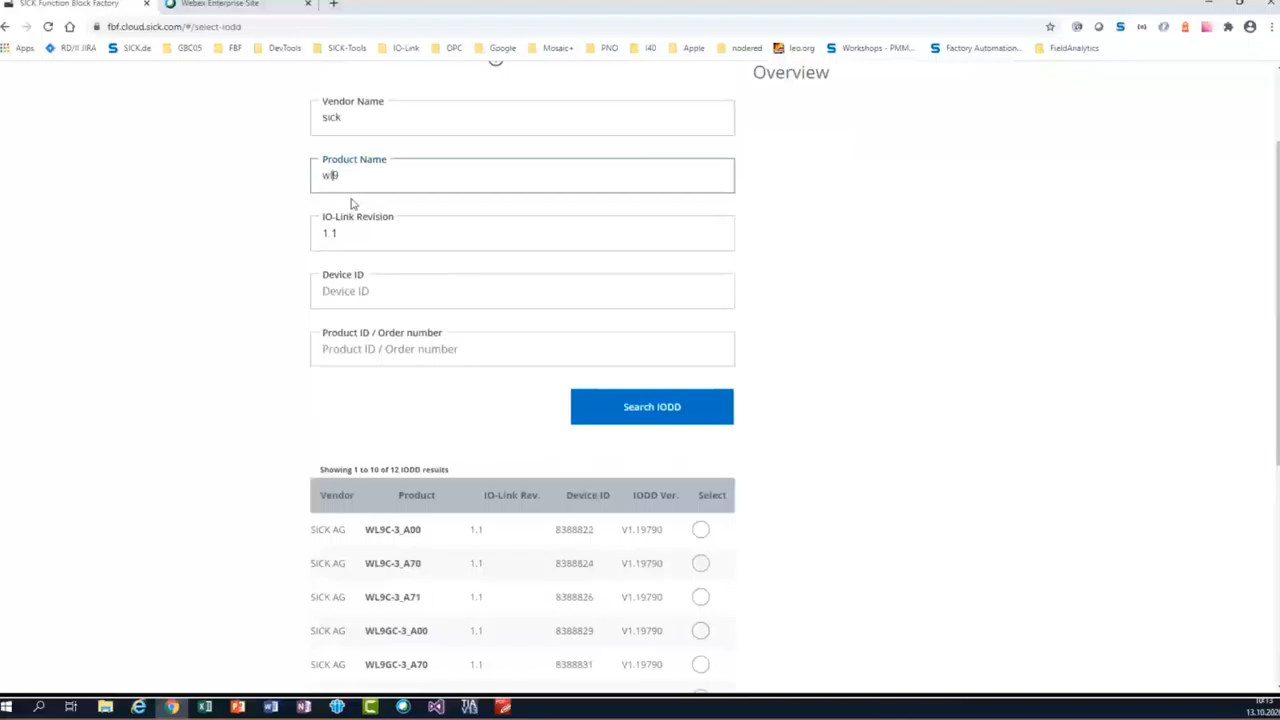 SICK Function Block Factory
Webex Enterprise Site
fbf.cloud.sick.com/#/select-iodd
Apps RD/II JIRA SICK.de GBC05 FBF DevTools SICK-Tools IO-Link OPC Google Mosaic+ PNO I40 Apple nodered leo.org Workshops - PMM... Factory Automation... FieldAnalytics
Overview
Vendor Name
sick
Product Name
wl9
IO-Link Revision
1.1
Device ID
Device ID
Product ID / Order number
Product ID / Order number
Search IODD
Showing 1 to 10 of 12 IODD results
Vendor Product IO-Link Rev. Device ID IODD Ver. Select
SICK AG WL9C-3_A00 1.1 8388822 V1.19790
SICK AG WL9C-3_A70 1.1 8388824 V1.19790
SICK AG WL9C-3_A71 1.1 8388826 V1.19790
SICK AG WL9GC-3_A00 1.1 8388829 V1.19790
SICK AG WL9GC-3_A70 1.1 8388831 V1.19790
10:13